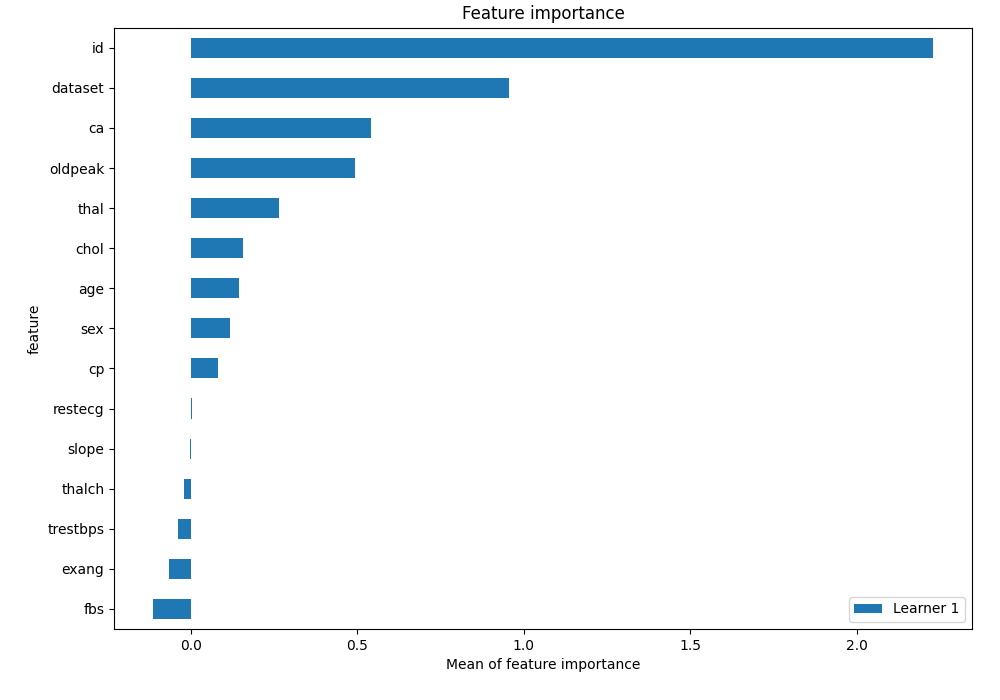 Feature importance
id
dataset
ca
oldpeak
thal
chol
age
sex
cp
restecg
slope
thalch
trestbps
exang
fbs
feature
Learner 1
0.0 0.5 1.0 1.5 2.0
Mean of feature importance